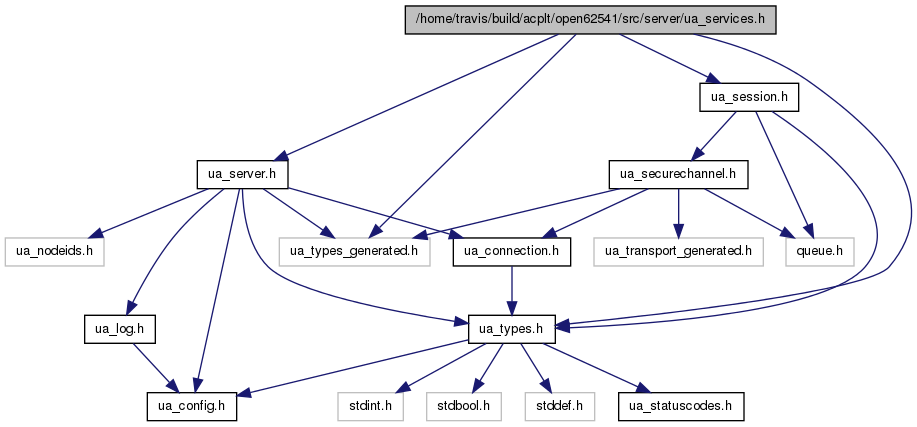 /home/travis/build/acplt/open62541/src/server/ua_services.h
ua_session.h
ua_server.h
ua_securechannel.h
ua_nodeids.h
ua_types_generated.h
ua_connection.h
ua_transport_generated.h
queue.h
ua_log.h
ua_types.h
ua_config.h
stdint.h
stdbool.h
stddef.h
ua_statuscodes.h